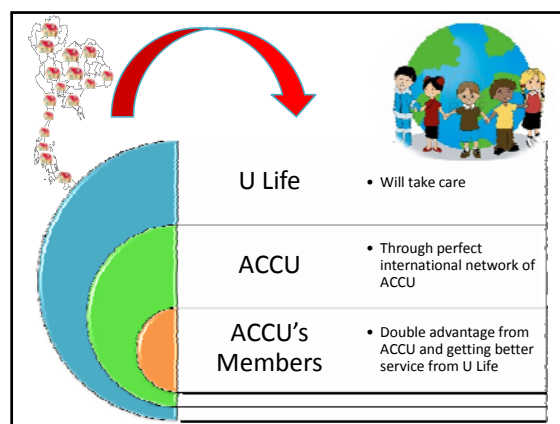 U Life
• Will take care
ACCU
• Through perfect
international network of
ACCU
ACCU's
Members
• Double advantage from
ACCU and getting better
service from U Life